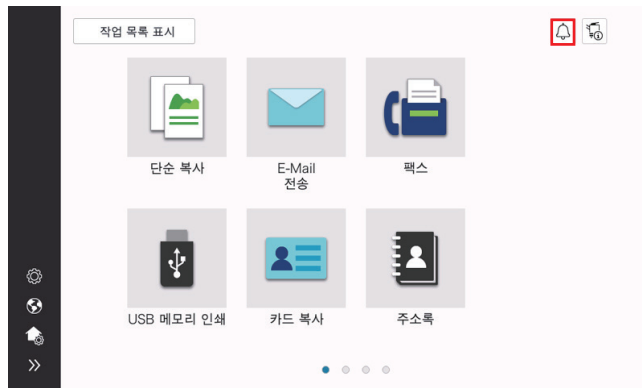 작업 목록 표시
단순 복사
E-Mail
전송
팩스
USB 메모리 인쇄
카드 복사
주소록